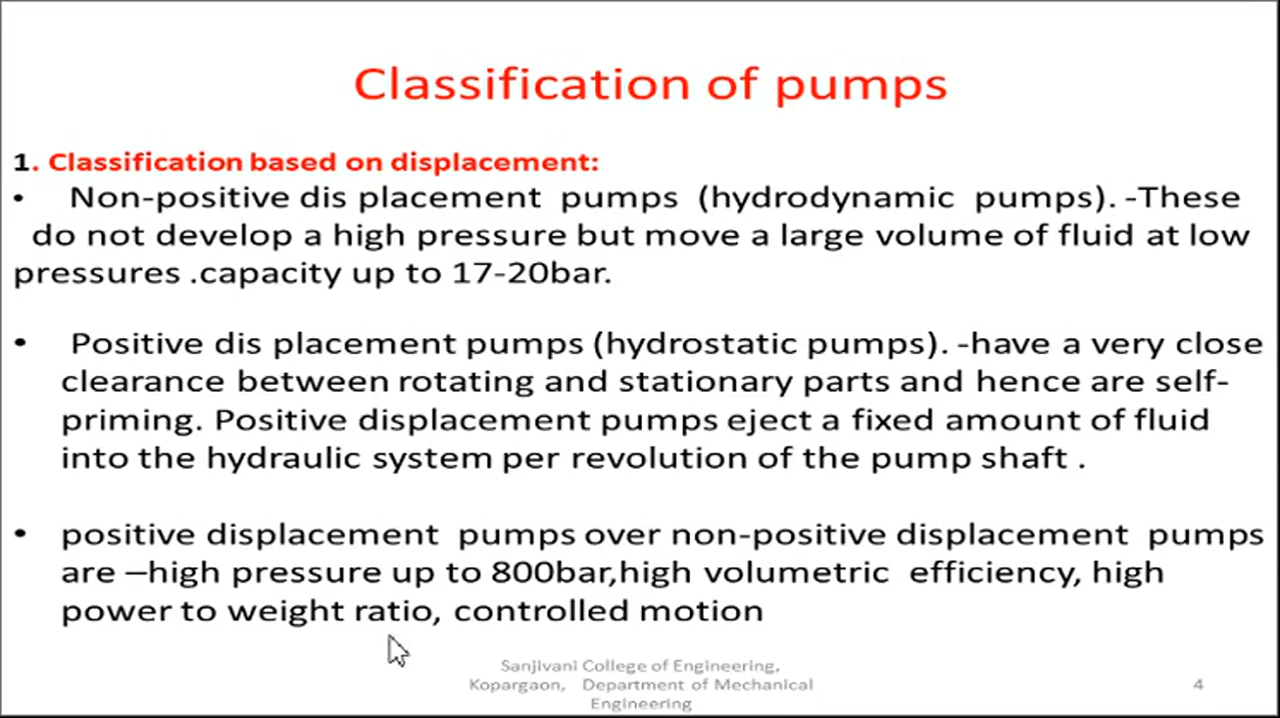 Classification of pumps
1. Classification based on displacement:
• Non-positive dis placement pumps (hydrodynamic pumps). -These
do not develop a high pressure but move a large volume of fluid at low
pressures .capacity up to 17-20bar.
• Positive dis placement pumps (hydrostatic pumps). -have a very close
clearance between rotating and stationary parts and hence are self-
priming. Positive displacement pumps eject a fixed amount of fluid
into the hydraulic system per revolution of the pump shaft .
• positive displacement pumps over non-positive displacement pumps
are –high pressure up to 800bar,high volumetric efficiency, high
power to weight ratio, controlled motion
Sanjivani College of Engineering,
Kopargaon, Department of Mechanical
Engineering
4